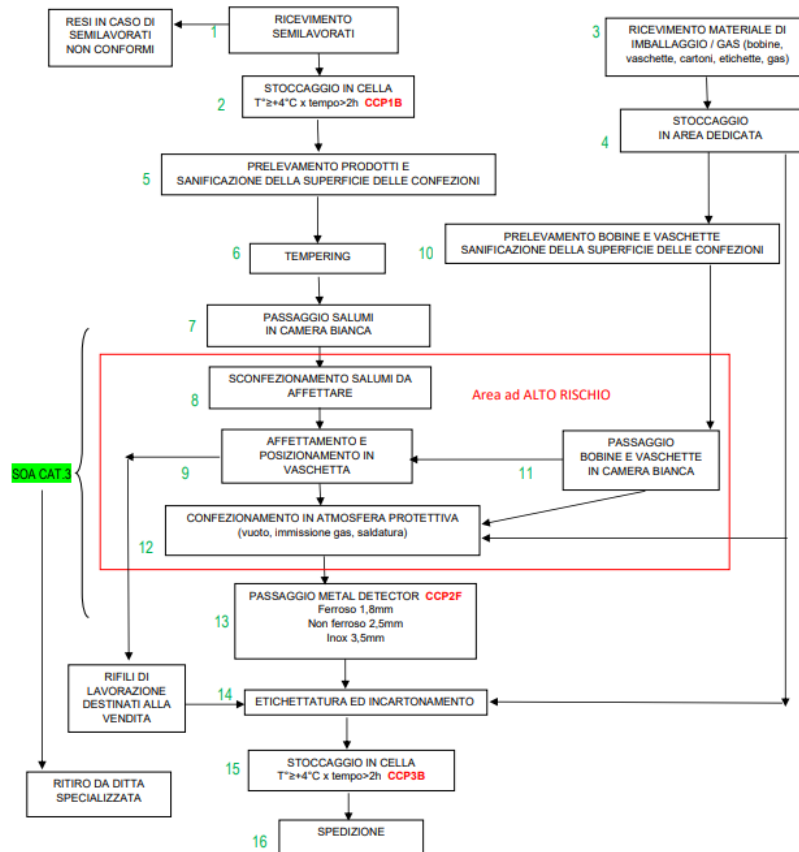 1
RESI IN CASO DI
SEMILAVORATI
NON CONFORMI
RICEVIMENTO
SEMILAVORATI
3
RICEVIMENTO MATERIALE DI
IMBALLAGGIO / GAS (bobine,
vaschette, cartoni, etichette, gas)
2
STOCCAGGIO IN CELLA
T°≥+4°C x tempo>2h CCP1B
4
STOCCAGGIO
IN AREA DEDICATA
5
PRELEVAMENTO PRODOTTI E
SANIFICAZIONE DELLA SUPERFICIE DELLE CONFEZIONI
10
PRELEVAMENTO BOBINE E VASCHETTE
SANIFICAZIONE DELLA SUPERFICIE DELLE CONFEZIONI
6
TEMPERING
7
PASSAGGIO SALUMI
IN CAMERA BIANCA
8
SCONFEZIONAMENTO SALUMI DA
AFFETTARE
Area ad ALTO RISCHIO
SOA CAT.3
9
AFFETTAMENTO E
POSIZIONAMENTO IN
VASCHETTA
11
PASSAGGIO
BOBINE E VASCHETTE
IN CAMERA BIANCA
12
CONFEZIONAMENTO IN ATMOSFERA PROTETTIVA
(vuoto, immissione gas, saldatura)
13
PASSAGGIO METAL DETECTOR CCP2F
Ferroso 1,8mm
Non ferroso 2,5mm
Inox 3,5mm
RIFILI DI
LAVORAZIONE
DESTINATI ALLA
VENDITA
14
ETICHETTATURA ED INCARTONAMENTO
15
STOCCAGGIO IN CELLA
T°≥+4°C x tempo>2h CCP3B
RITIRO DA DITTA
SPECIALIZZATA
16
SPEDIZIONE